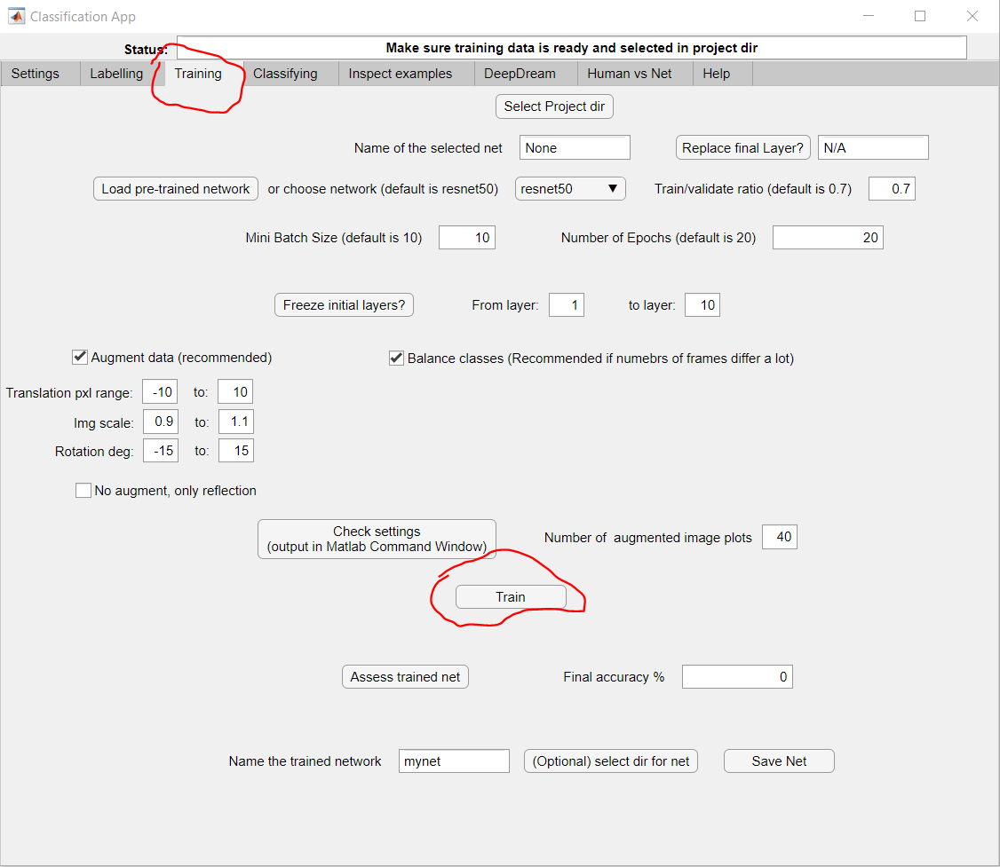 Classification App
Status: Make sure training data is ready and selected in project dir
Settings Labelling Training Classifying Inspect examples DeepDream Human vs Net Help
Select Project dir
Name of the selected net None Replace final Layer? N/A
Load pre-trained network or choose network (default is resnet50) resnet50 Train/validate ratio (default is 0.7) 0.7
Mini Batch Size (default is 10) 10 Number of Epochs (default is 20) 20
Freeze initial layers? From layer: 1 to layer: 10
Augment data (recommended) Balance classes (Recommended if numebrs of frames differ a lot)
Translation pxl range: -10 to: 10
Img scale: 0.9 to: 1.1
Rotation deg: -15 to: 15
No augment, only reflection
Check settings
(output in Matlab Command Window) Number of augmented image plots 40
Train
Assess trained net Final accuracy % 0
Name the trained network mynet (Optional) select dir for net Save Net